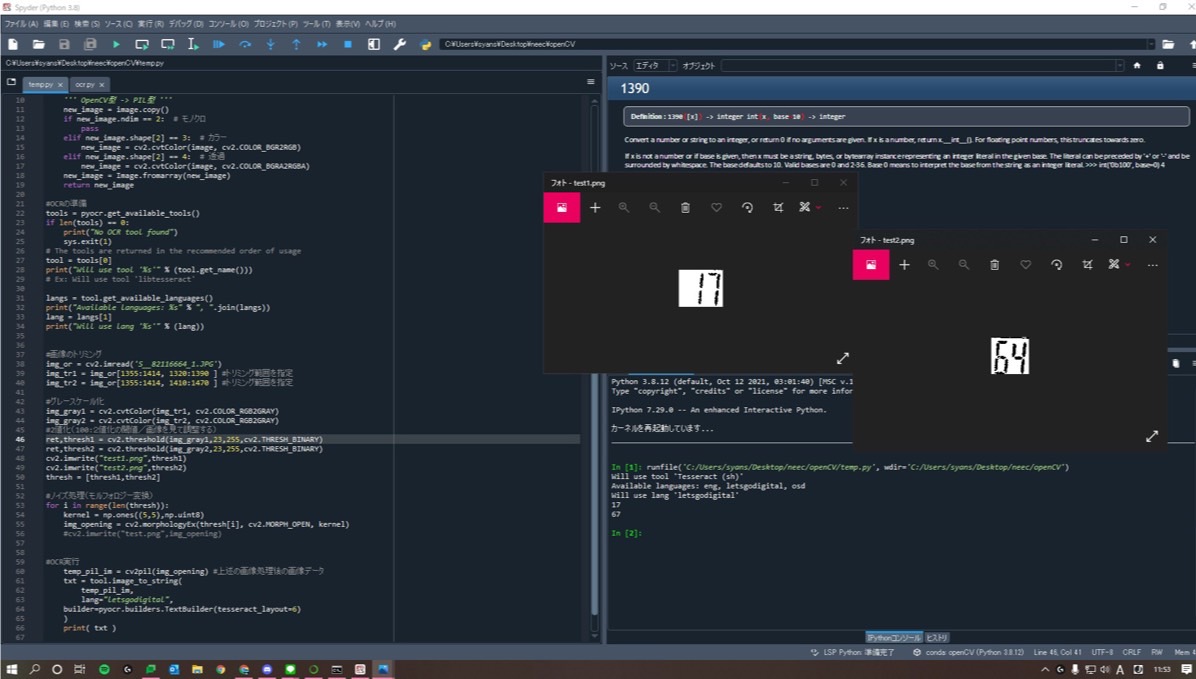 Spyder (Python 3.8)
ファイル(A) 編集(E) 検索(S) ソース(C) 実行(R) デバッグ(D) コンソール(O) プロジェクト(P) ツール(T) 表示(V) ヘルプ(H)
C:¥Users¥syans¥Desktop¥neec¥openCV
C:¥Users¥syans¥Desktop¥neec¥openCV¥temp.py
temp.py
ocr.py
10 ''' OpenCV型 -> PIL型 '''
11 new_image = image.copy()
12 if new_image.ndim == 2: # モノクロ
13 pass
14 elif new_image.shape[2] == 3: # カラー
15 new_image = cv2.cvtColor(image, cv2.COLOR_BGR2RGB)
16 elif new_image.shape[2] == 4: # 透過
17 new_image = cv2.cvtColor(image, cv2.COLOR_BGRA2RGBA)
18 new_image = Image.fromarray(new_image)
19 return new_image
20
21 #OCRの準備
22 tools = pyocr.get_available_tools()
23 if len(tools) == 0:
24 print("No OCR tool found")
25 sys.exit(1)
26 # The tools are returned in the recommended order of usage
27 tool = tools[0]
28 print("Will use tool '%s'" % (tool.get_name()))
29 # Ex: Will use tool 'libtesseract'
30
31 langs = tool.get_available_languages()
32 print("Available languages: %s" % ", ".join(langs))
33 lang = langs[1]
34 print("Will use lang '%s'" % (lang))
35
36
37 #画像のトリミング
38 img_or = cv2.imread('S__82116664_1.JPG')
39 img_tr1 = img_or[1355:1414, 1320:1390 ] #トリミング範囲を指定
40 img_tr2 = img_or[1355:1414, 1410:1470 ] #トリミング範囲を指定
41
42 #グレースケール化
43 img_gray1 = cv2.cvtColor(img_tr1, cv2.COLOR_RGB2GRAY)
44 img_gray2 = cv2.cvtColor(img_tr2, cv2.COLOR_RGB2GRAY)
45 #2値化(100:2値化の閾値/画像を見て調整する)
46 ret,thresh1 = cv2.threshold(img_gray1,23,255,cv2.THRESH_BINARY)
47 ret,thresh2 = cv2.threshold(img_gray2,23,255,cv2.THRESH_BINARY)
48 cv2.imwrite("test1.png",thresh1)
49 cv2.imwrite("test2.png",thresh2)
50 thresh = [thresh1,thresh2]
51
52 #ノイズ処理(モルフォロジー変換)
53 for i in range(len(thresh)):
54 kernel = np.ones((5,5),np.uint8)
55 img_opening = cv2.morphologyEx(thresh[i], cv2.MORPH_OPEN, kernel)
56 #cv2.imwrite("test.png",img_opening)
57
58
59 #OCR実行
60 temp_pil_im = cv2pil(img_opening) #上述の画像処理後の画像データ
61 txt = tool.image_to_string(
62 temp_pil_im,
63 lang="letsgodigital",
64 builder=pyocr.builders.TextBuilder(tesseract_layout=6)
65 )
66 print( txt )
67
ソース エディタ オブジェクト
1390
Definition : 1390([x]) -> integer int(x, base=10) -> integer
Convert a number or string to an integer, or return 0 if no arguments are given. If x is a number, return x.__int__(). For floating point numbers, this truncates towards zero.
If x is not a number or if base is given, then x must be a string, bytes, or bytearray instance representing an integer literal in the given base. The literal can be preceded by '+' or '-' and be
surrounded by whitespace. The base defaults to 10. Valid bases are 0 and 2-36. Base 0 means to interpret the base from the string as an integer literal. >>> int('0b100', base=0) 4
フォト - test1.png
17
フォト - test2.png
64
Python 3.8.12 (default, Oct 12 2021, 03:01:40) [MSC v.1
Type "copyright", "credits" or "license" for more infor
IPython 7.29.0 -- An enhanced Interactive Python.
カーネルを再起動しています...
In [1]: runfile('C:/Users/syans/Desktop/neec/openCV/temp.py', wdir='C:/Users/syans/Desktop/neec/openCV')
Will use tool 'Tesseract (sh)'
Available languages: eng, letsgodigital, osd
Will use lang 'letsgodigital'
17
67
In [2]:
IPythonコンソール ヒストリ
LSP Python: 準備完了 conda: openCV (Python 3.8.12) Line 46, Col 41 UTF-8 CRLF RW Mem 4
A 11:53